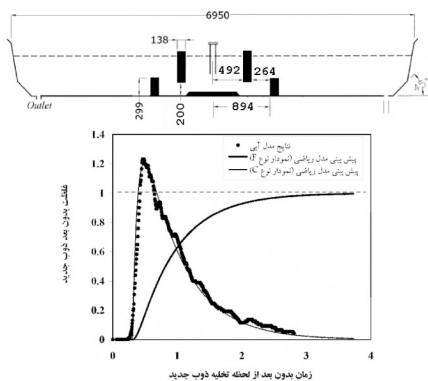 6950
138
492
264
299
200
894
Outlet
نتایج مدل آبی
پیش بینی مدل ریاضی (نمودار نوع F)
پیش بینی مدل ریاضی (نمودار نوع C)
غلظت بدون بعد ذوب جدید
1.4
1.2
1
0.8
0.6
0.4
0.2
0
0 1 2 3 4
زمان بدون بعد از لحظه تخلیه ذوب جدید